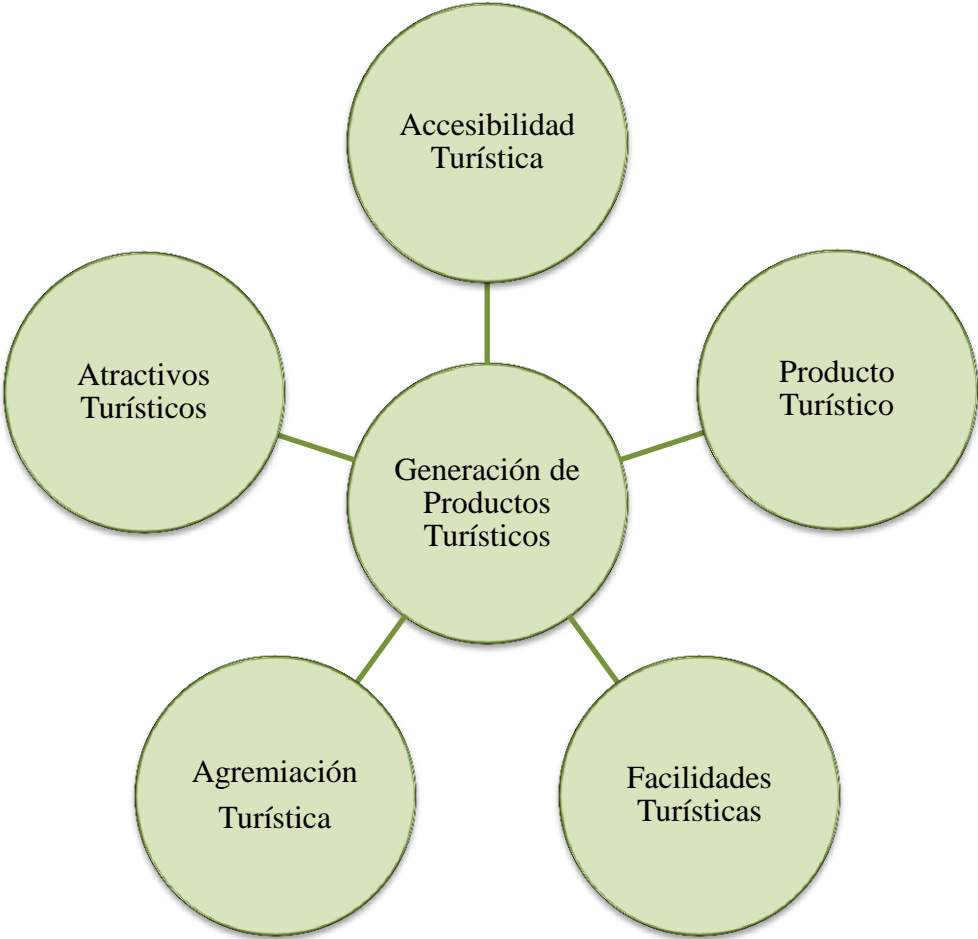 Accesibilidad
Turística
Atractivos
Turísticos
Producto
Turístico
Generación de
Productos
Turísticos
Agremiación
Turística
Facilidades
Turísticas